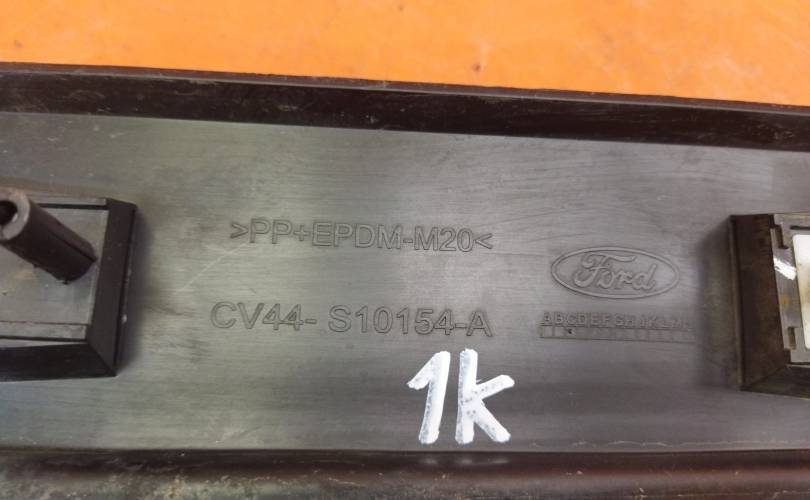 >PP+EPDM-M20<
Ford
CV44- S10154-A
1K